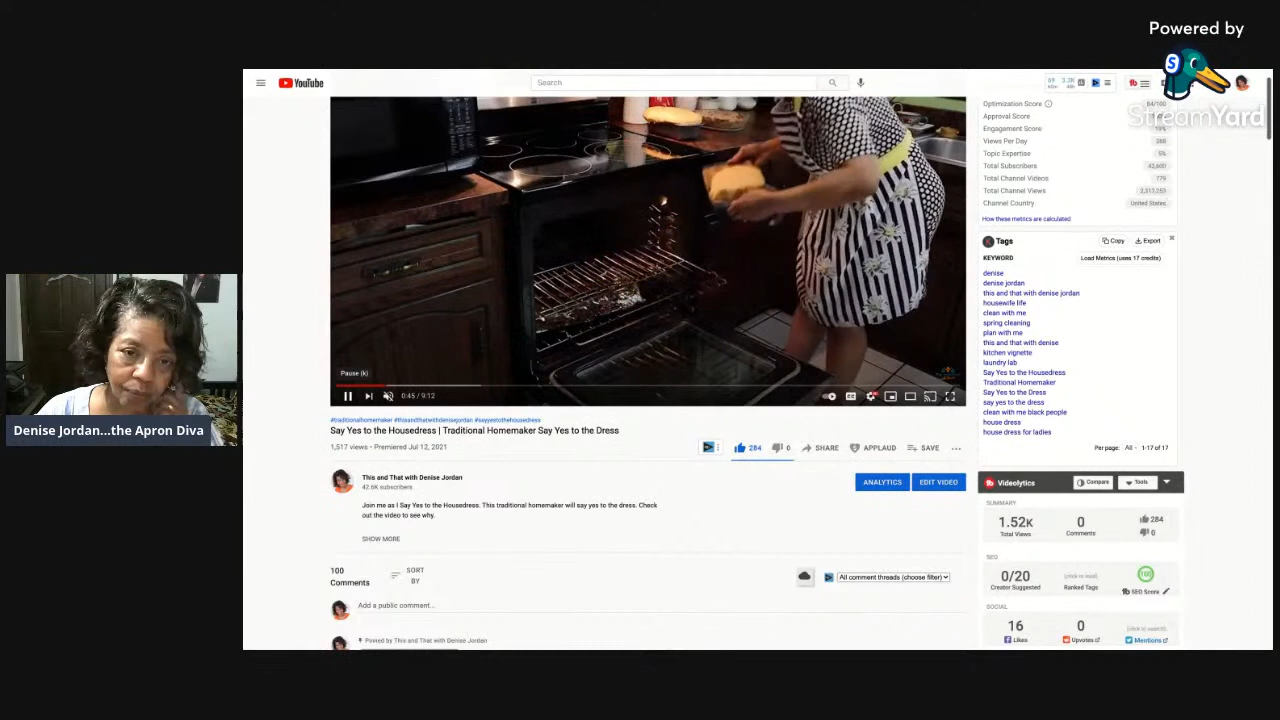 Powered by
StreamYard
YouTube
Search
Optimization Score
64/100
Approval Score
Engagement Score
Views Per Day
288
Topic Expertise
5%
Total Subscribers
42,600
Total Channel Videos
779
Total Channel Views
2,313,253
Channel Country
United States
How these metrics are calculated
Tags
Copy
Export
KEYWORD
Load Metrics (uses 17 credits)
denise
denise jordan
this and that with denise jordan
housewife life
clean with me
spring cleaning
plan with me
this and that with denise
kitchen vignette
laundry lab
Say Yes to the Housedress
Traditional Homemaker
Say Yes to the Dress
say yes to the dress
clean with me black people
house dress
house dress for ladies
Per page: All
1-17 of 17
Pause (k)
0:45 / 9:12
#traditionalhomemaker #thisandthatwithdenisejordan #sayyestothehousedress
Say Yes to the Housedress | Traditional Homemaker Say Yes to the Dress
1,517 views • Premiered Jul 12, 2021
284
0
SHARE
APPLAUD
SAVE
This and That with Denise Jordan
42.6K subscribers
ANALYTICS
EDIT VIDEO
Join me as I Say Yes to the Housedress. This traditional homemaker will say yes to the dress. Check
out the video to see why.
SHOW MORE
100
Comments
SORT
BY
All comment threads (choose filter)
Add a public comment...
Pinned by This and That with Denise Jordan
Videolytics
Compare
Tools
SUMMARY
1.52K
Total Views
0
Comments
284
0
SEO
0/20
Creator Suggested
Ranked Tags
100
SEO Score
SOCIAL
16
Likes
0
Upvotes
Mentions
Denise Jordan...the Apron Diva